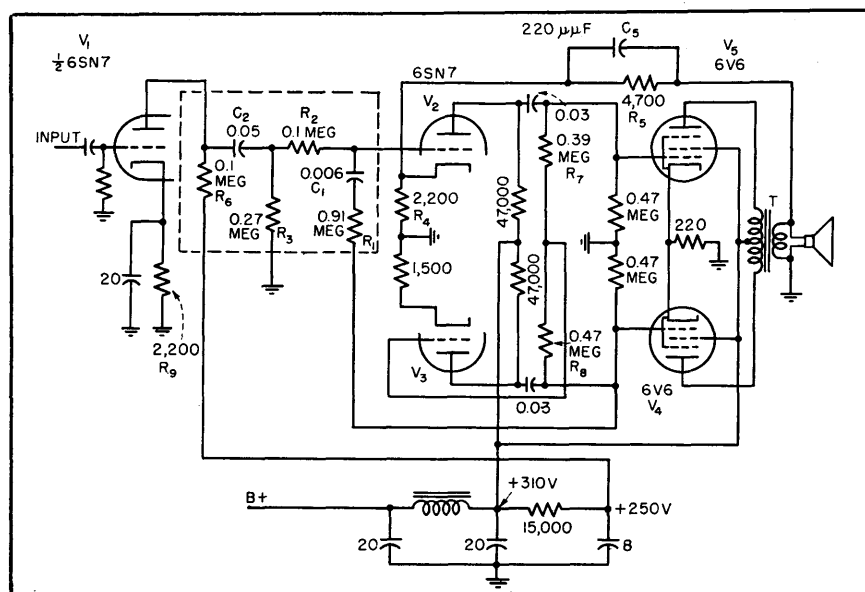 V1
½ 6SN7
INPUT
20
2,200
R9
0.1
MEG
R6
C2
0.05
R2
0.1 MEG
0.27
MEG
R3
0.006
C1
0.91
MEG
R1
6SN7
V2
2,200
R4
1,500
V3
47,000
47,000
0.03
0.39
MEG
R7
0.47
MEG
R8
0.03
0.47
MEG
0.47
MEG
220 µµF
C5
4,700
R5
V5
6V6
220
T
6V6
V4
B+
+310V
15,000
+250V
20
20
8